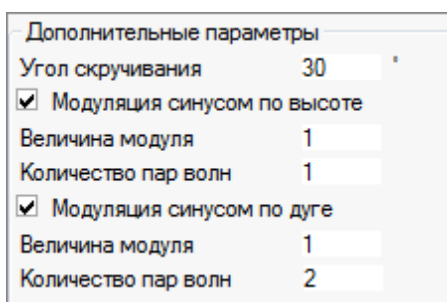 Дополнительные параметры
Угол скручивания 30 °
Модуляция синусом по высоте
Величина модуля 1
Количество пар волн 1
Модуляция синусом по дуге
Величина модуля 1
Количество пар волн 2